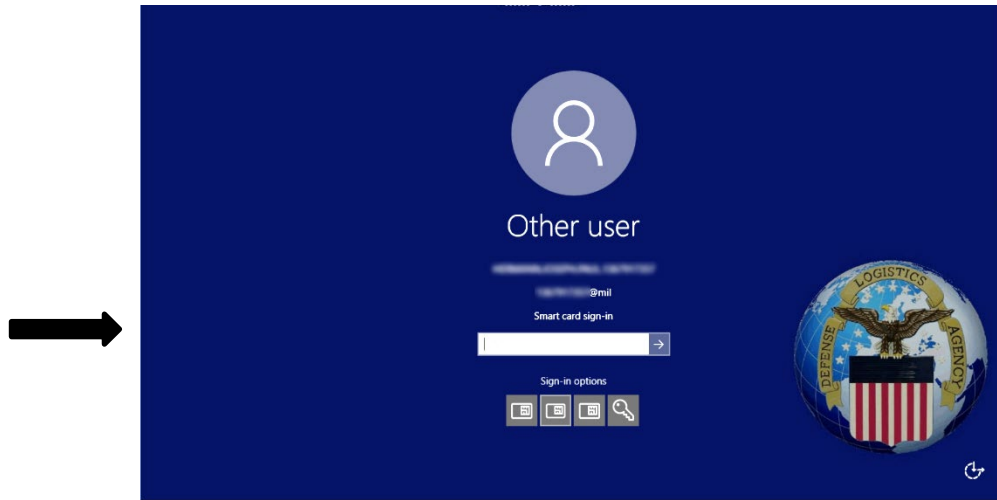 Other user
@mil
Smart card sign-in
Sign-in options
DEFENSE LOGISTICS AGENCY